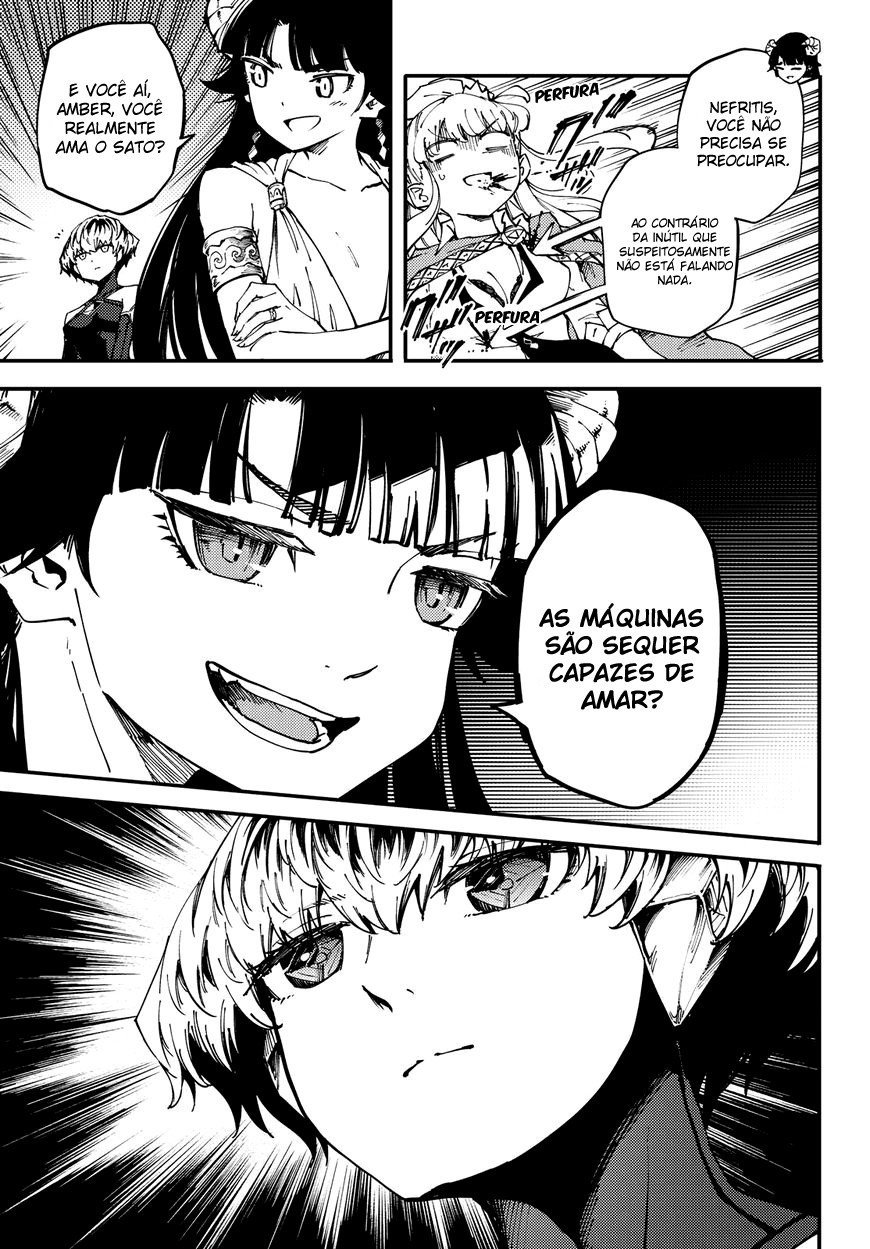 NEFRITIS,
VOCÊ NÃO
PRECISA SE
PREOCUPAR.
AO CONTRÁRIO
DA INÚTIL QUE
SUSPEITOSAMENTE
NÃO ESTÁ FALANDO
NADA.
PERFURA
PERFURA
E VOCÊ AÍ,
AMBER, VOCÊ
REALMENTE
AMA O SATO?
AS MÁQUINAS
SÃO SEQUER
CAPAZES DE
AMAR?